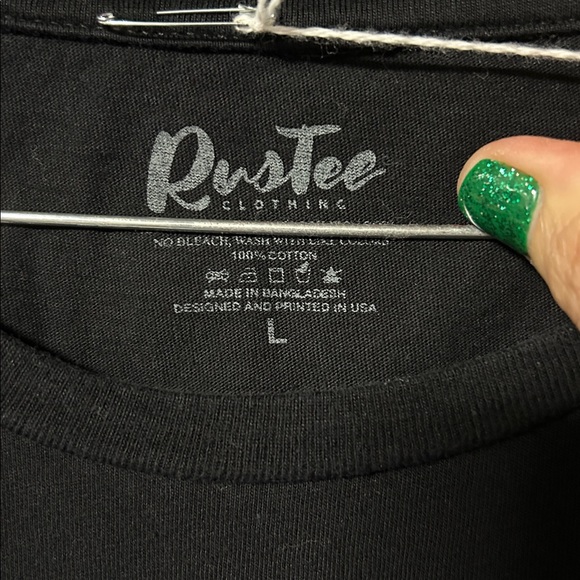 RusTee
CLOTHING
NO BLEACH, WASH WITH LIKE COLORS
100% COTTON
MADE IN BANGLADESH
DESIGNED AND PRINTED IN USA
L